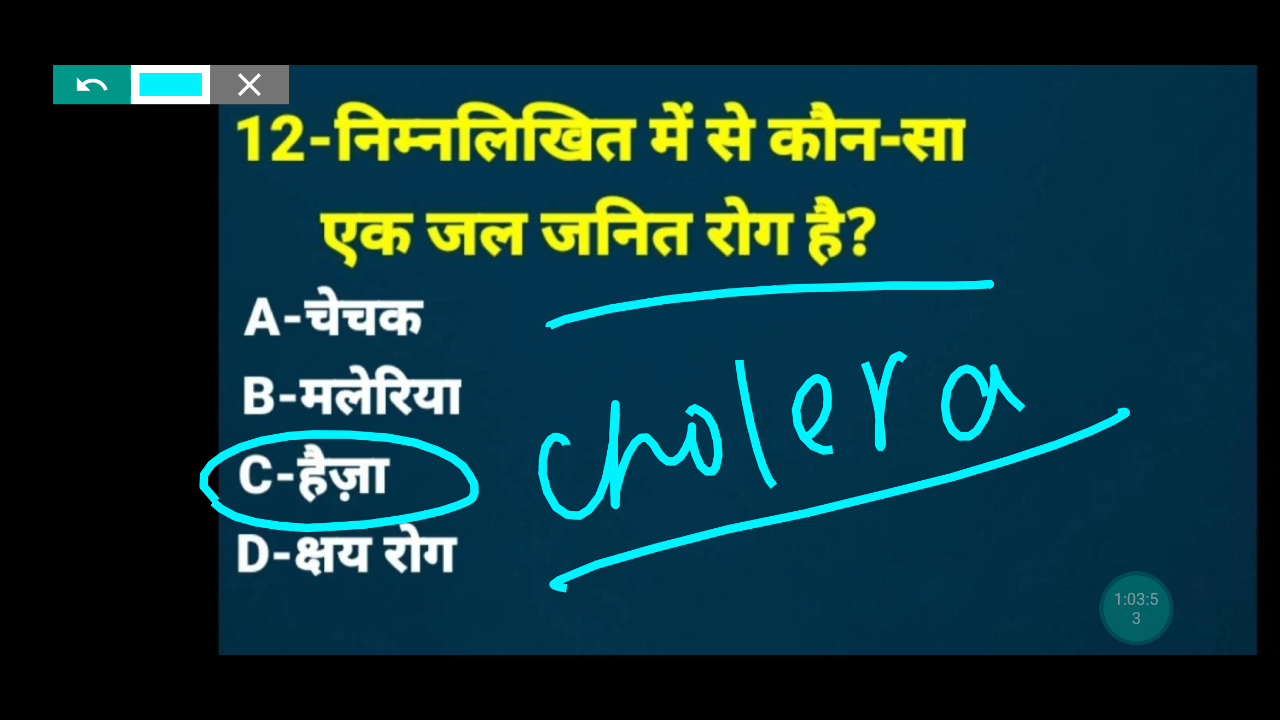 12-निम्नलिखित में से कौन-सा
एक जल जनित रोग है?
A-चेचक
B-मलेरिया
C-हैज़ा
D-क्षय रोग
cholera
1:03:5
3